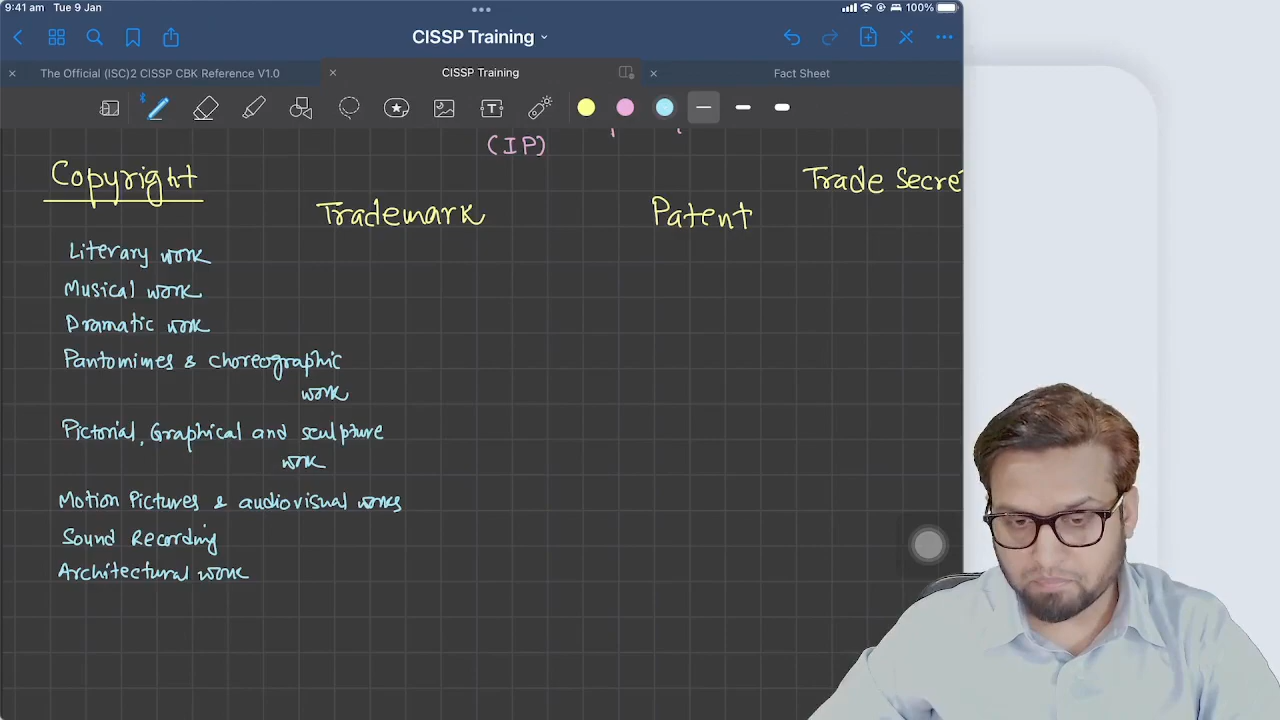 9:41 am Tue 9 Jan
100%
CISSP Training
The Official (ISC)2 CISSP CBK Reference V1.0
CISSP Training
Fact Sheet
(IP)
Copyright
Trademark
Patent
Trade Secre
Literary work
Musical work
Dramatic work
Pantomimes & choreographic
work
Pictorial, Graphical and sculpture
work
Motion Pictures & audiovisual works
Sound Recording
Architectural work